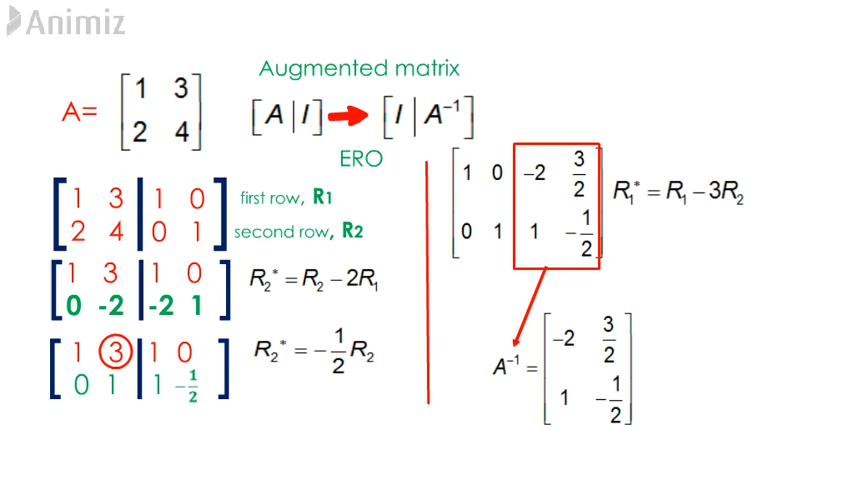 Animiz
Augmented matrix
A= [1 3; 2 4]
[A | I] → [I | A⁻¹]
ERO
[1 3 | 1 0] first row, R1
[2 4 | 0 1] second row, R2
[1 3 | 1 0]
[0 -2 | -2 1] R₂* = R₂ − 2R₁
[1 3 | 1 0]
[0 1 | 1 −1/2] R₂* = −1/2 R₂
[1 0 −2 3/2] R₁* = R₁ − 3R₂
[0 1 1 −1/2]
A⁻¹ = [−2 3/2; 1 −1/2]